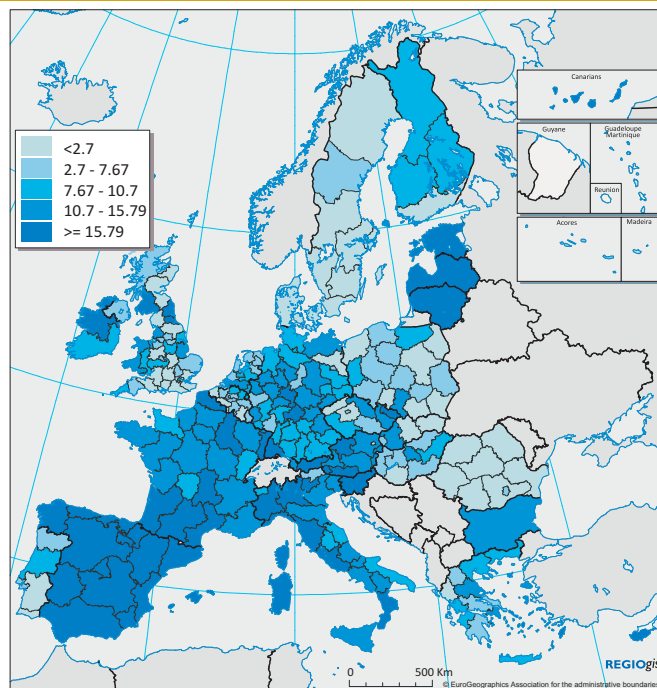 Canarians
Guyane
Guadeloupe
Martinique
Reunion
Acores
Madeira
<2.7
2.7 - 7.67
7.67 - 10.7
10.7 - 15.79
>= 15.79
REGIOgis
0 500 Km
© EuroGeographics Association for the administrative boundaries